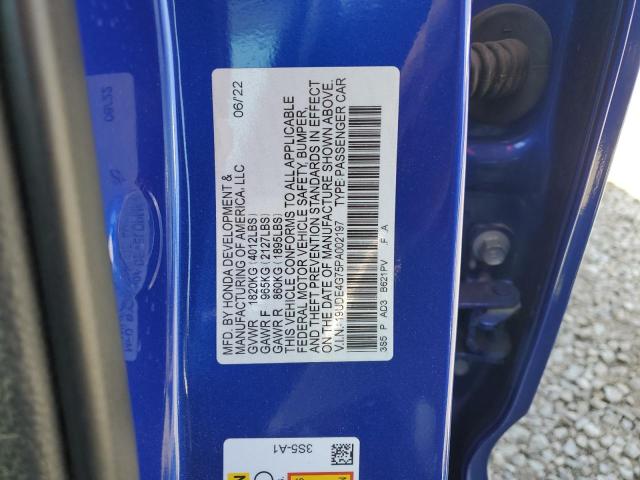 MFD. BY HONDA DEVELOPMENT &
MANUFACTURING OF AMERICA, LLC 06/22
GVWR 1820KG(4012LBS)
GAWR F 965KG(2127LBS)
GAWR R 860KG(1895LBS)
THIS VEHICLE CONFORMS TO ALL APPLICABLE
FEDERAL MOTOR VEHICLE SAFETY, BUMPER,
AND THEFT PREVENTION STANDARDS IN EFFECT
ON THE DATE OF MANUFACTURE SHOWN ABOVE.
V.I.N.: 19UDE4G75PA002197 TYPE:PASSENGER CAR
3S5 P AD3 B621PV F A
3S5-A1